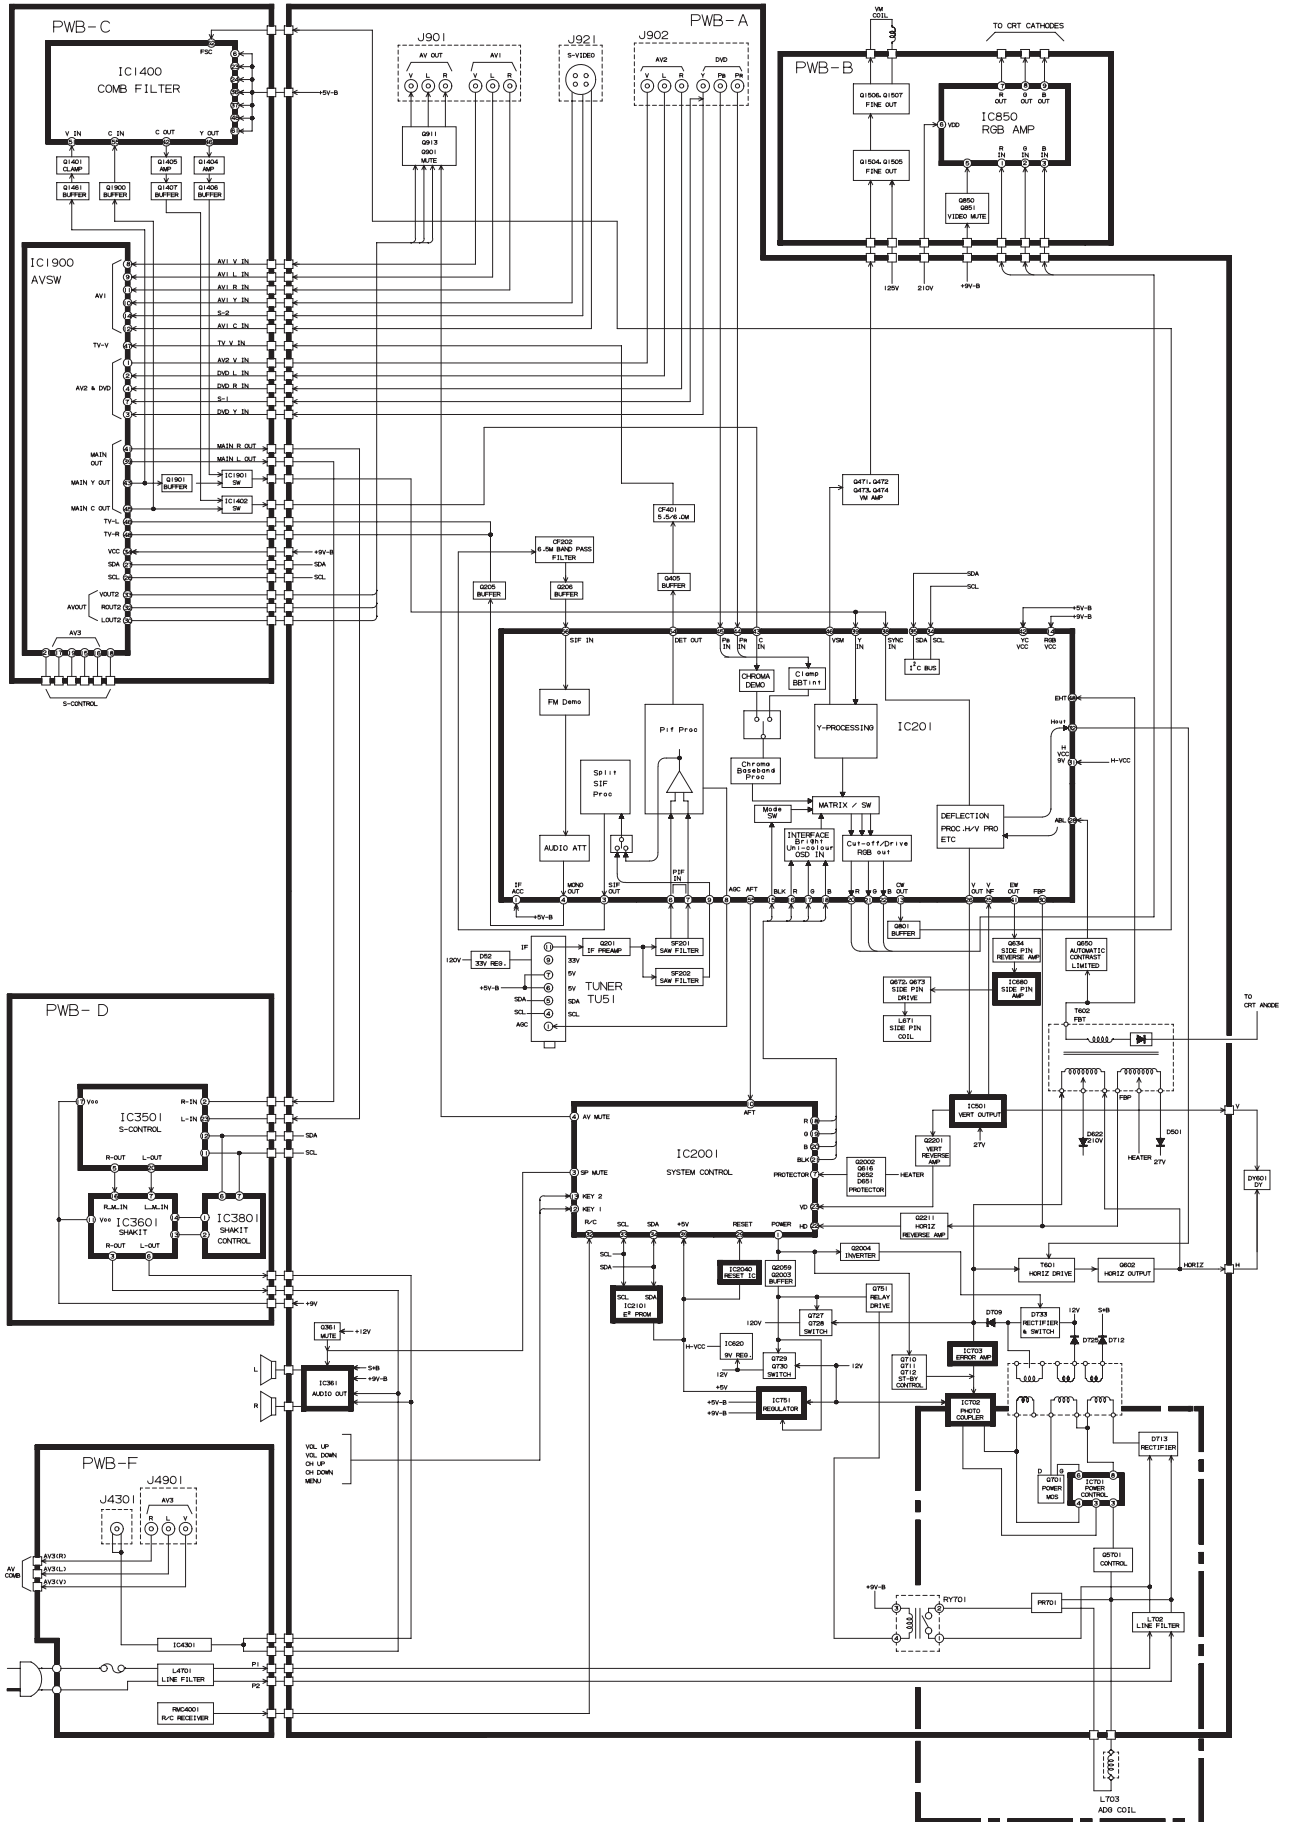 PWB-C
PWB-A
VM
COIL
TO CRT CATHODES
FSC
IC1400
COMB FILTER
V IN
C IN
C OUT
Y OUT
+5V-B
Q1401
CLAMP
Q1461
BUFFER
Q1900
BUFFER
Q1405
AMP
Q1407
BUFFER
Q1404
AMP
Q1406
BUFFER
J901
AV OUT
AV1
V L R
V L R
Q911
Q913
Q901
MUTE
J921
S-VIDEO
J902
AV2
DVD
V L R
Y PB PR
PWB-B
Q1506, Q1507
FINE OUT
Q1504, Q1505
FINE OUT
R OUT
G OUT
B OUT
IC850
RGB AMP
VDD
R IN
G IN
B IN
Q850
Q851
VIDEO MUTE
125V
210V
+9V-B
IC1900
AVSW
AV1
TV-V
AV2 & DVD
MAIN
OUT
MAIN Y OUT
MAIN C OUT
TV-L
TV-R
VCC
SDA
SCL
VOUT2
AVOUT
ROUT2
LOUT2
AV3
S-CONTROL
AV1 V IN
AV1 L IN
AV1 R IN
AV1 Y IN
S-2
AV1 C IN
TV V IN
AV2 V IN
DVD L IN
DVD R IN
S-1
DVD Y IN
MAIN R OUT
MAIN L OUT
Q1901
BUFFER
IC1901
SW
IC1402
SW
+9V-B
SDA
SCL
CF202
6.5M BAND PASS
FILTER
Q205
BUFFER
Q206
BUFFER
CF401
5.5/6.0M
Q405
BUFFER
Q471, Q472
Q473, Q474
VM AMP
SDA
SCL
+5V-B
+9V-B
SIF IN
DET OUT
PB IN
PR IN
C IN
VSM
Y IN
SYNC IN
SDA
SCL
YC VCC
RGB VCC
I²C BUS
FM Demo
Pif Proc
CHROMA
DEMO
Clamp
BBTint
Y-PROCESSING
IC201
EHT
Hout
H
VCC
9V
H-VCC
ABL
Split
SIF
Proc
Chroma
Baseband
Proc
Mode
SW
MATRIX / SW
INTERFACE
Bright
Uni-colour
OSD IN
Cut-off/Drive
RGB out
DEFLECTION
PROC.H/V PRO
ETC
AUDIO ATT
PIF
IN
IF
ACC
MONO
OUT
SIF
OUT
AGC
AFT
BLK
R
G
B
R
G
B
CW
OUT
V
OUT
V
NF
EW
OUT
FBP
+5V-B
Q801
BUFFER
120V
D52
33V REG.
IF
33V
5V
5V
+5V-B
SDA
SDA
SCL
SCL
AGC
TUNER
TU51
Q201
IF PREAMP
SF201
SAW FILTER
SF202
SAW FILTER
Q634
SIDE PIN
REVERSE AMP
IC680
SIDE PIN
AMP
Q672, Q673
SIDE PIN
DRIVE
L671
SIDE PIN
COIL
Q650
AUTOMATIC
CONTRAST
LIMITED
T602
FBT
TO
CRT ANODE
FBP
D622
210V
HEATER
D501
27V
V
DY601
DY
H
PWB- D
Vcc
IC3501
S-CONTROL
R-IN
L-IN
R-OUT
L-OUT
SDA
SCL
R_M_IN
L_M_IN
Vcc
IC3601
SHAKIT
R-OUT
L-OUT
IC3801
SHAKIT
CONTROL
+9V
AV MUTE
AFT
IC2001
SYSTEM CONTROL
SP MUTE
KEY 2
KEY 1
R
G
B
BLK
PROTECTOR
VD
HD
R/C
SCL
SDA
+5V
RESET
POWER
IC501
VERT OUTPUT
27V
Q2201
VERT
REVERSE
AMP
Q2002
Q616
D652
D651
PROTECTOR
HEATER
Q2211
HORIZ
REVERSE AMP
SCL
SDA
SCL
SDA
IC2101
E² PROM
IC2040
RESET IC
Q2059
Q2003
BUFFER
Q2004
INVERTER
Q751
RELAY
DRIVE
T601
HORIZ DRIVE
Q602
HORIZ OUTPUT
HORIZ
120V
Q727
Q728
SWITCH
D709
D733
RECTIFIER
& SWITCH
12V
S+B
D725
D712
H-VCC
IC620
9V REG.
12V
Q729
Q730
SWITCH
12V
Q710
Q711
Q712
ST-BY
CONTROL
IC703
ERROR AMP
+5V
+5V-B
+9V-B
IC751
REGULATOR
IC702
PHOTO
COUPLER
Q361
MUTE
+12V
L
R
IC361
AUDIO OUT
S+B
+9V-B
VOL UP
VOL DOWN
CH UP
CH DOWN
MENU
D
G
Q701
POWER
MOS
IC701
POWER
CONTROL
D713
RECTIFIER
Q5701
CONTROL
PWB-F
J4901
J4301
AV3
R L V
AV
COMB
AV3(R)
AV3(L)
AV3(V)
IC4301
L4701
LINE FILTER
P1
P2
RMC4001
R/C RECEIVER
+9V-B
RY701
PR701
L702
LINE FILTER
L703
ADG COIL